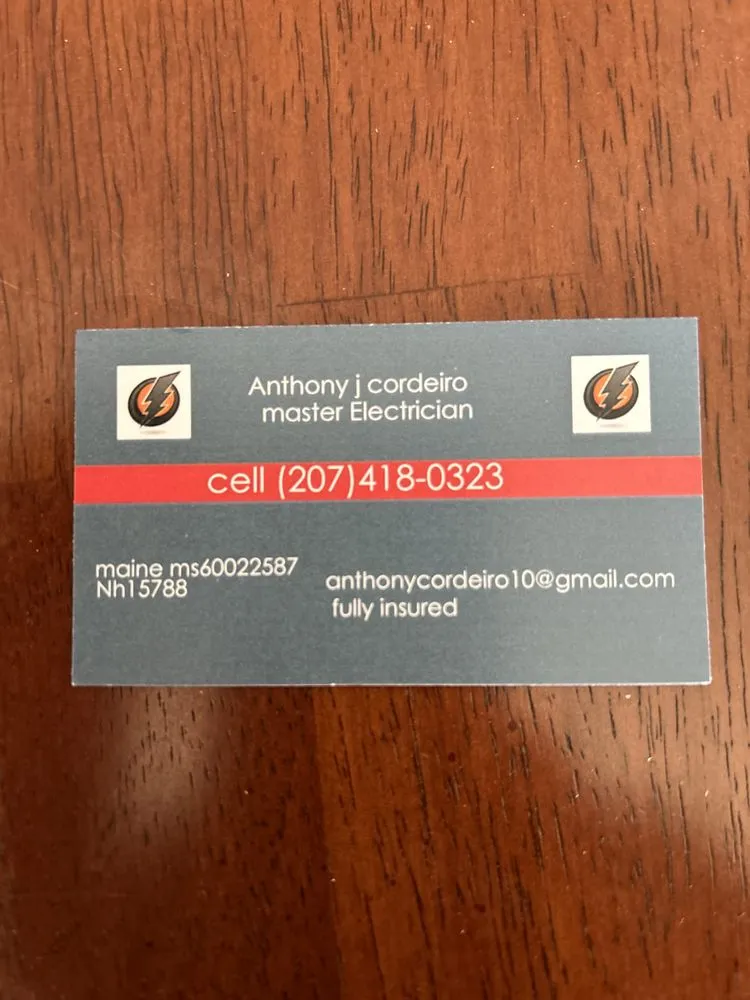 Anthony j cordeiro
master Electrician
cell (207)418-0323
maine ms60022587
Nh15788
anthonycordeiro10@gmail.com
fully insured